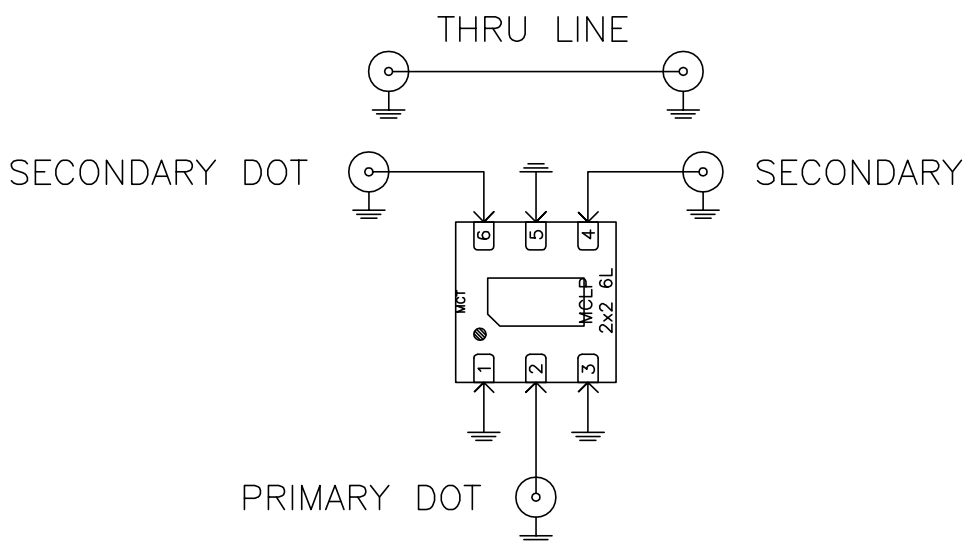 THRU LINE
SECONDARY DOT
SECONDARY
6
5
4
MCT
MCLP
2x2 6L
1
2
3
PRIMARY DOT